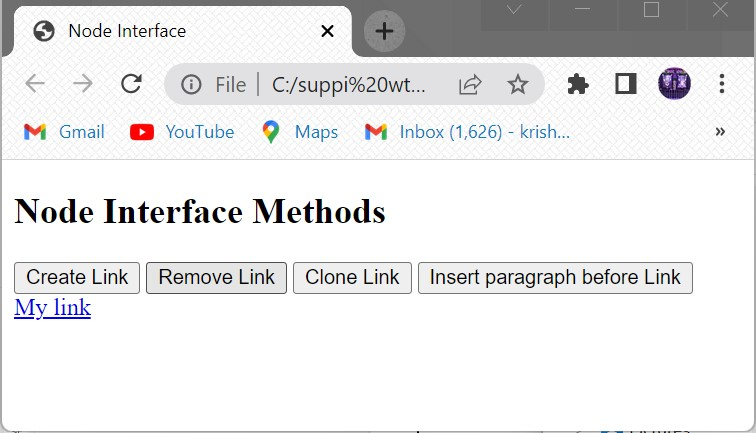 Node Interface
File | C:/suppi%20wt...
Gmail YouTube Maps Inbox (1,626) - krish...
»
Node Interface Methods
Create Link Remove Link Clone Link Insert paragraph before Link
My link